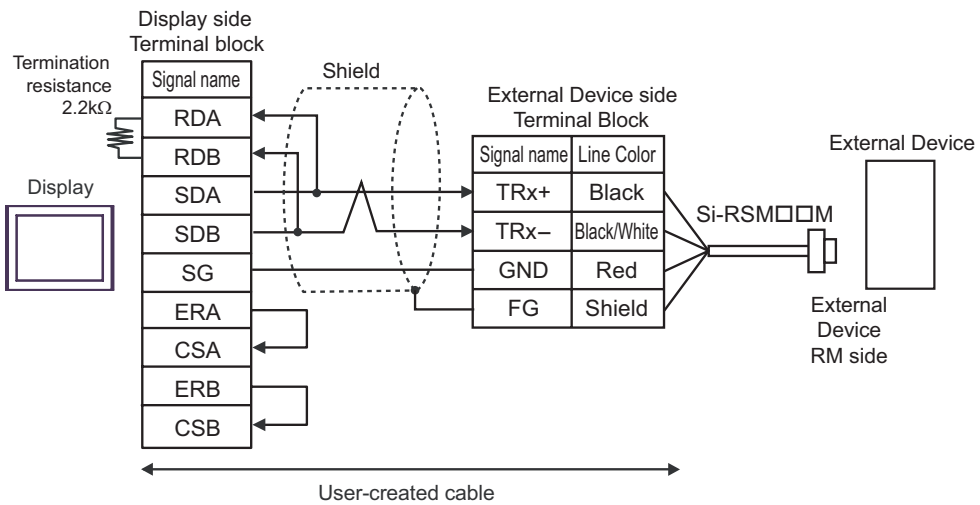 Display side
Terminal block
Termination
resistance
2.2kΩ
Shield
Signal name
RDA
RDB
SDA
SDB
SG
ERA
CSA
ERB
CSB
Display
External Device side
Terminal Block
Signal name Line Color
TRx+ Black
TRx− Black/White
GND Red
FG Shield
Si-RSM□□M
External Device
External
Device
RM side
User-created cable